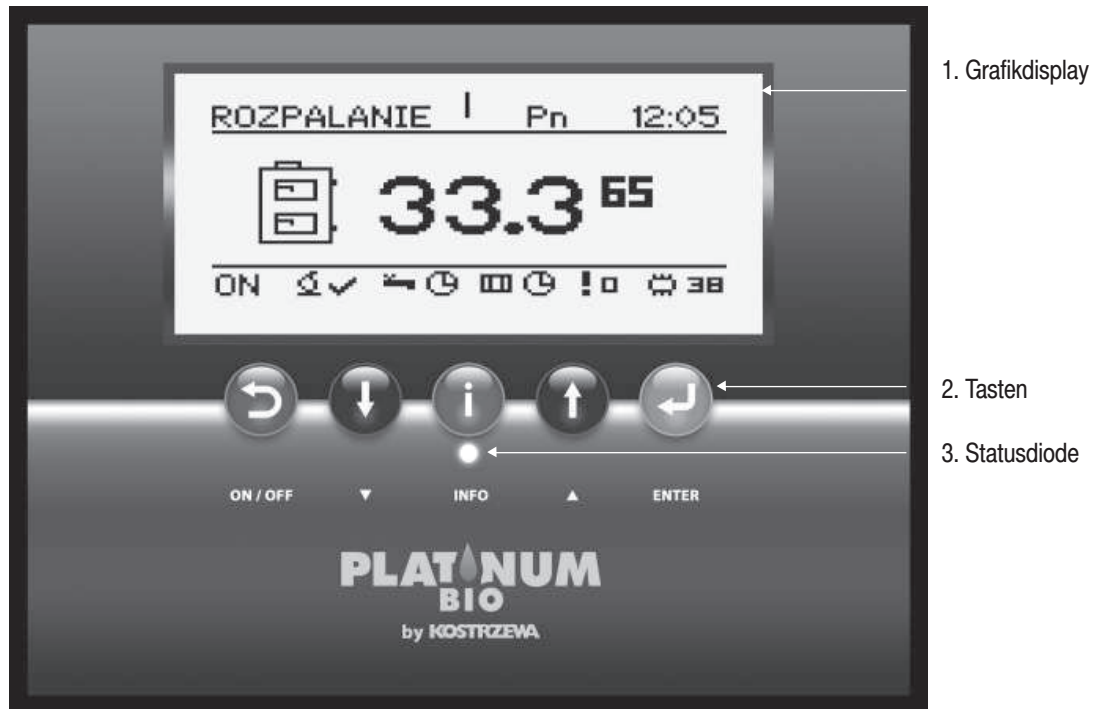 1. Grafikdisplay
ROZPALANIE | Pn 12:05
33.3 65
ON ! 0 38
i
2. Tasten
3. Statusdiode
ON / OFF ▼ INFO ▲ ENTER
PLATINUM
BIO
by KOSTRZEWA